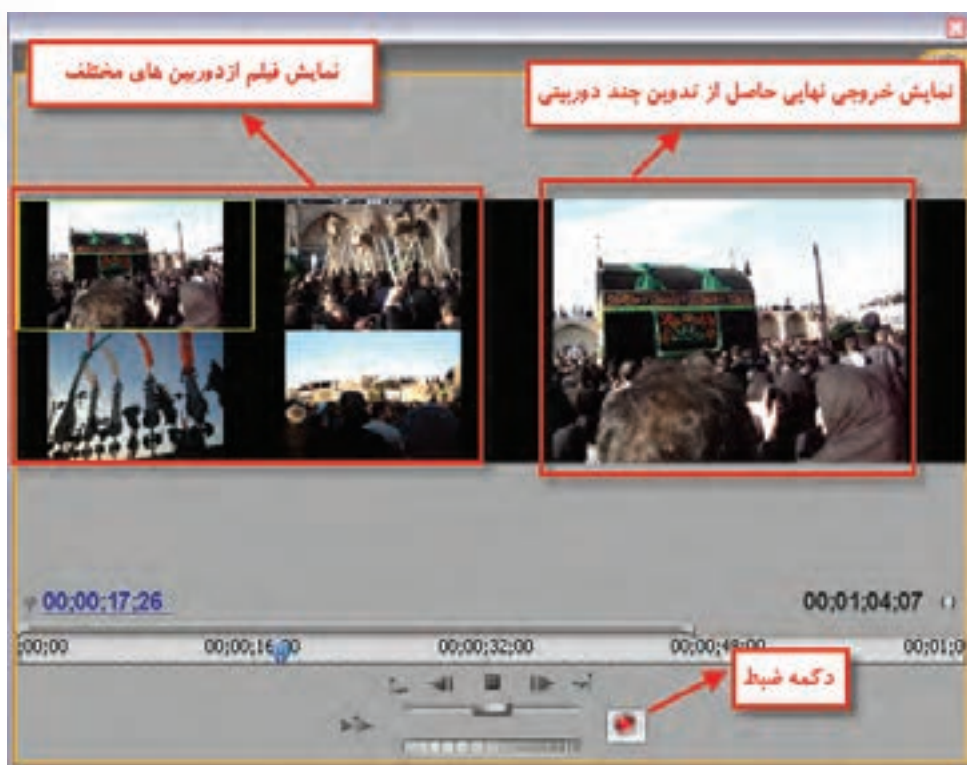 نمایش فیلم از دوربین های مختلف
نمایش خروجی نهایی حاصل از تدوین چند دوربینی
00;00;17;26
00;01;04;07
;00;00
00;00;16;00
00;00;32;00
00;00;48;00
00;01;0
دکمه ضبط